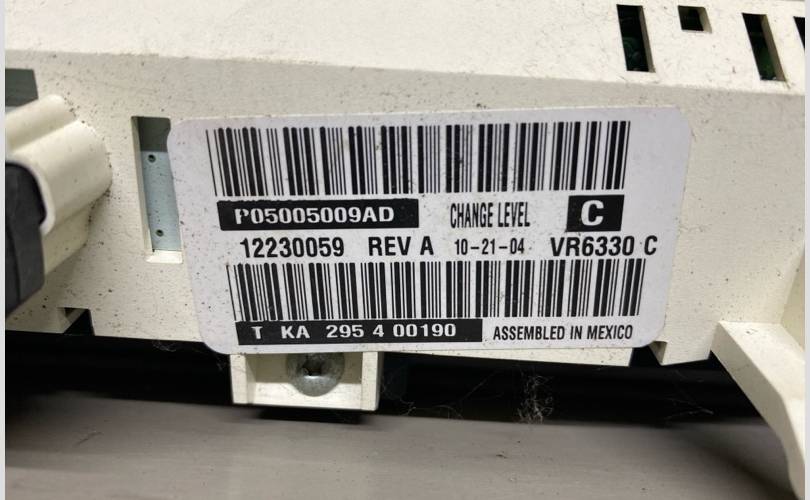 P05005009AD CHANGE LEVEL C
12230059 REV A 10-21-04 VR6330 C
T KA 295 4 00190 ASSEMBLED IN MEXICO